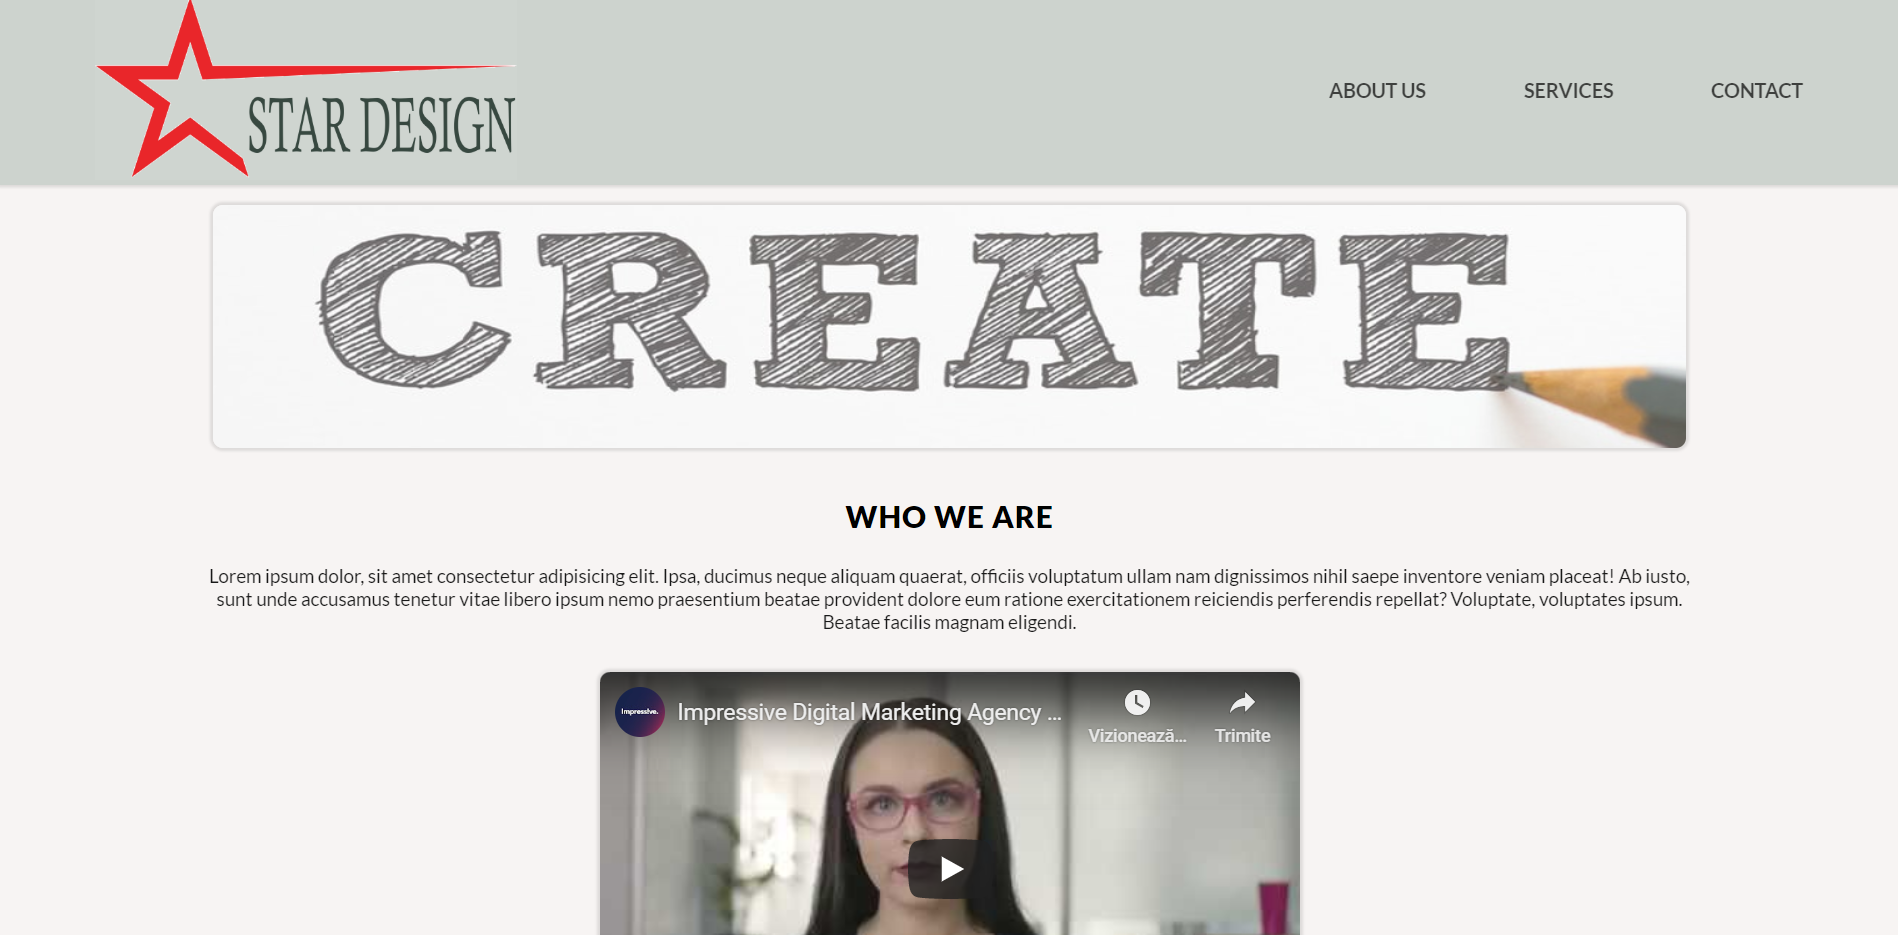 STAR DESIGN
ABOUT US
SERVICES
CONTACT
CREATE
WHO WE ARE
Lorem ipsum dolor, sit amet consectetur adipisicing elit. Ipsa, ducimus neque aliquam quaerat, officiis voluptatum ullam nam dignissimos nihil saepe inventore veniam placeat! Ab iusto,
sunt unde accusamus tenetur vitae libero ipsum nemo praesentium beatae provident dolore eum ratione exercitationem reiciendis perferendis repellat? Voluptate, voluptates ipsum.
Beatae facilis magnam eligendi.
impressive.
Impressive Digital Marketing Agency ...
Vizionează...
Trimite